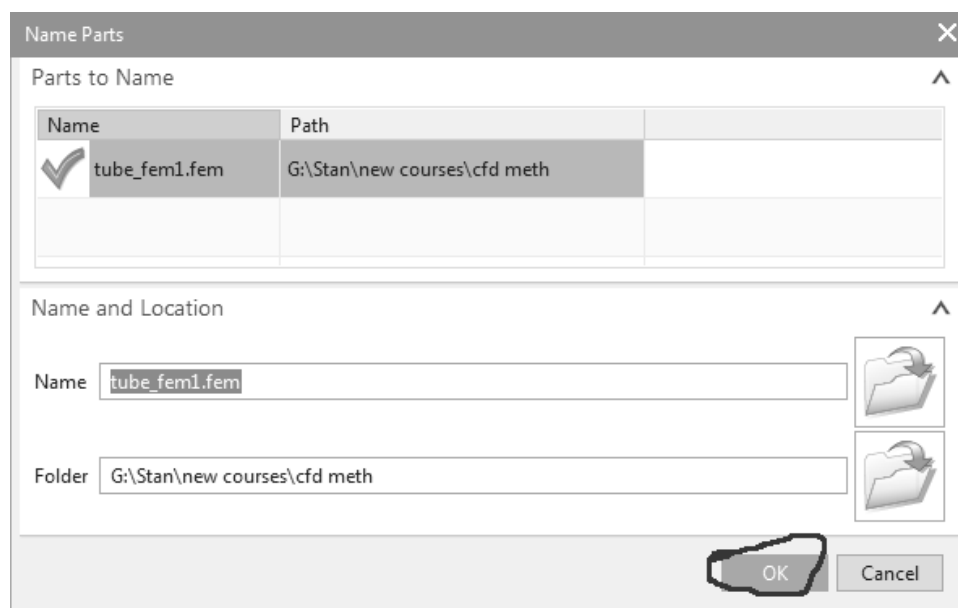 Name Parts
Parts to Name
Name Path
tube_fem1.fem G:\Stan\new courses\cfd meth
Name and Location
Name tube_fem1.fem
Folder G:\Stan\new courses\cfd meth
OK Cancel